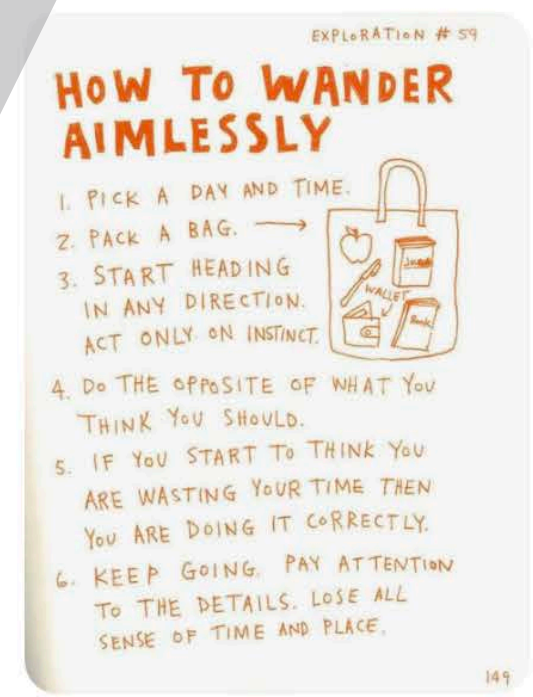 EXPLORATION # 59
HOW TO WANDER
AIMLESSLY
1. PICK A DAY AND TIME.
2. PACK A BAG.
3. START HEADING
IN ANY DIRECTION.
ACT ONLY ON INSTINCT.
WALLET
Book
4. DO THE OPPOSITE OF WHAT YOU
THINK YOU SHOULD.
5. IF YOU START TO THINK YOU
ARE WASTING YOUR TIME THEN
YOU ARE DOING IT CORRECTLY.
6. KEEP GOING. PAY ATTENTION
TO THE DETAILS. LOSE ALL
SENSE OF TIME AND PLACE.
149